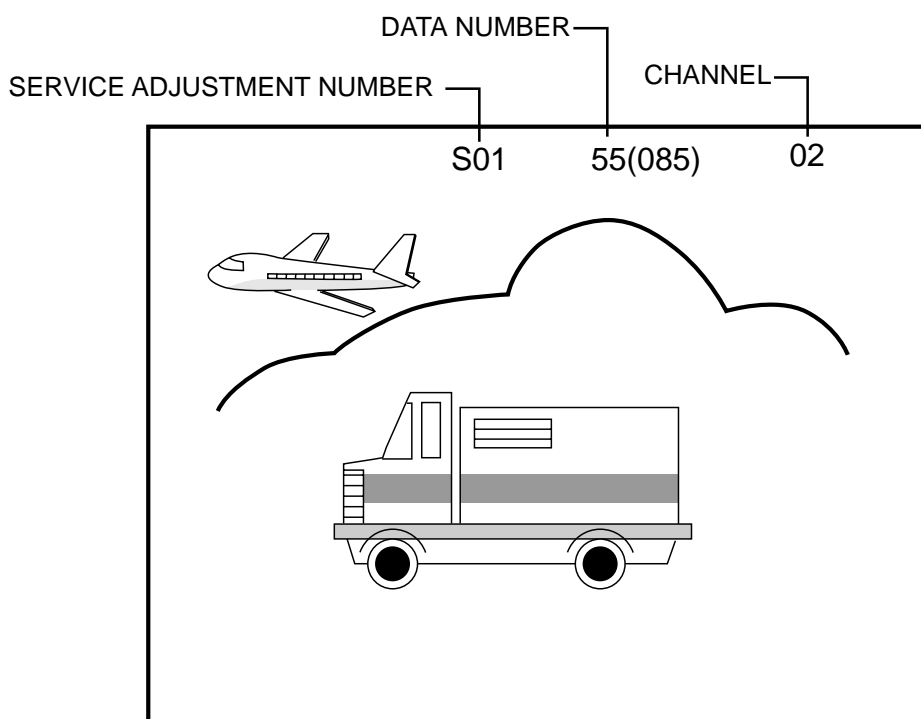 DATA NUMBER
SERVICE ADJUSTMENT NUMBER
CHANNEL
S01 55(085) 02